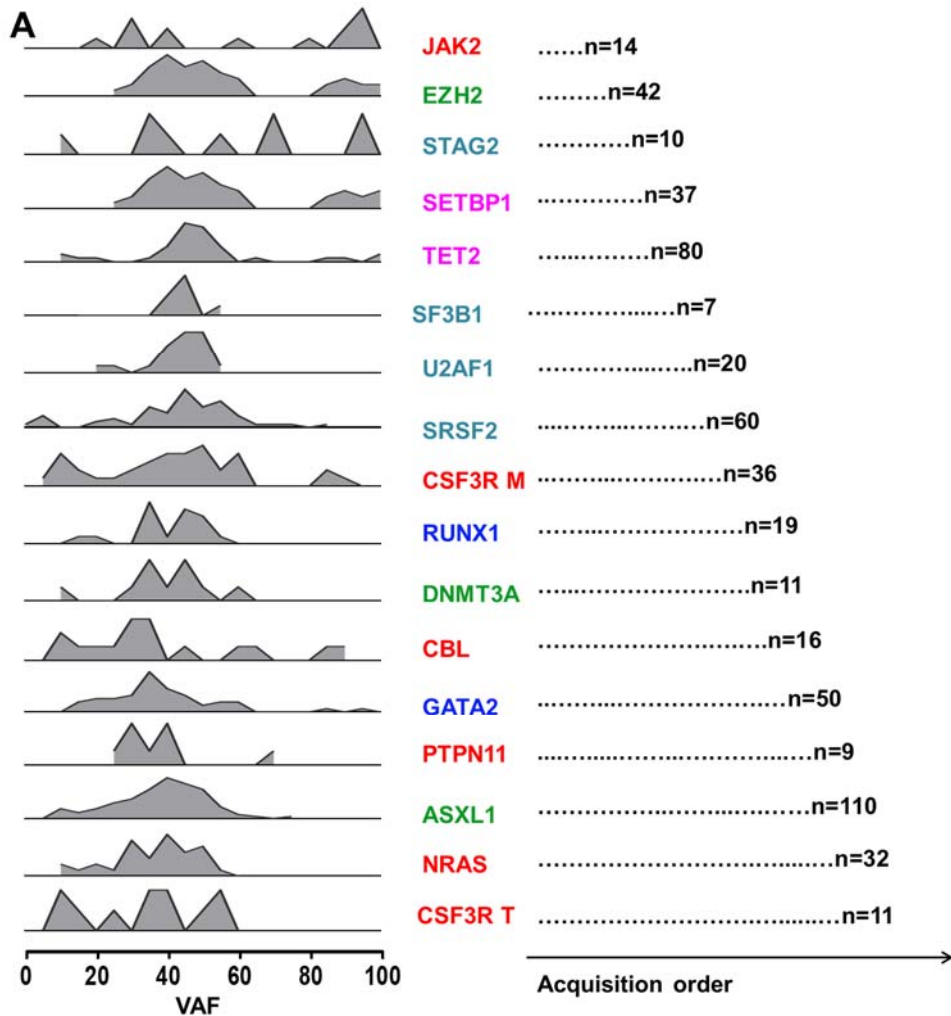 A
JAK2 ......n=14
EZH2 .........n=42
STAG2 ............n=10
SETBP1 ..............n=37
TET2 ...............n=80
SF3B1 ...................n=7
U2AF1 ....................n=20
SRSF2 ......................n=60
CSF3R M ........................n=36
RUNX1 ...........................n=19
DNMT3A ............................n=11
CBL ..............................n=16
GATA2 .................................n=50
PTPN11 ....................................n=9
ASXL1 ....................................n=110
NRAS .......................................n=32
CSF3R T ........................................n=11
0 20 40 60 80 100
VAF
Acquisition order